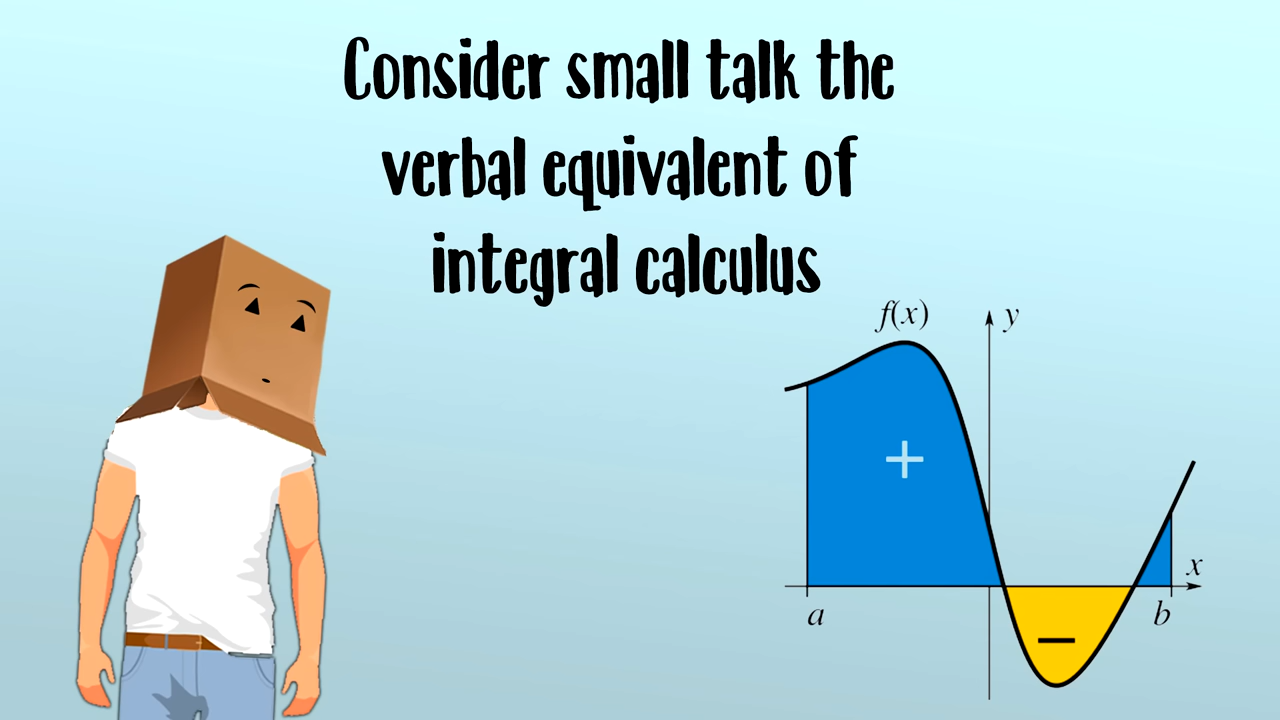 Consider small talk the
verbal equivalent of
integral calculus
f(x)
y
+
x
a
b
−